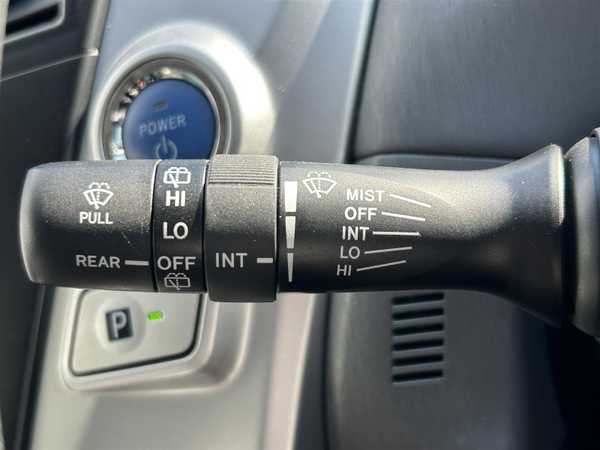 POWER
PULL
REAR
HI
LO
OFF
INT
MIST
OFF
INT
LO
HI
P